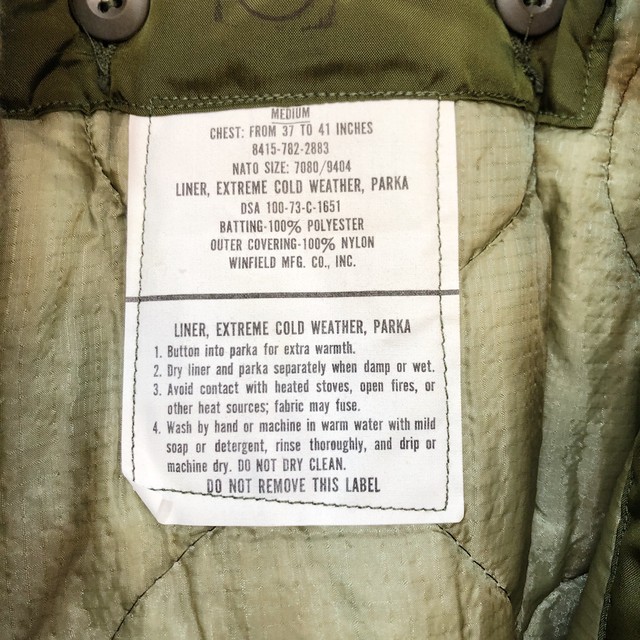 MEDIUM
CHEST: FROM 37 TO 41 INCHES
8415-782-2883
NATO SIZE: 7080/9404
LINER, EXTREME COLD WEATHER, PARKA
DSA 100-73-C-1651
BATTING-100% POLYESTER
OUTER COVERING-100% NYLON
WINFIELD MFG. CO., INC.
LINER, EXTREME COLD WEATHER, PARKA
1. Button into parka for extra warmth.
2. Dry liner and parka separately when damp or wet.
3. Avoid contact with heated stoves, open fires, or
other heat sources; fabric may fuse.
4. Wash by hand or machine in warm water with mild
soap or detergent, rinse thoroughly, and drip or
machine dry. DO NOT DRY CLEAN.
DO NOT REMOVE THIS LABEL